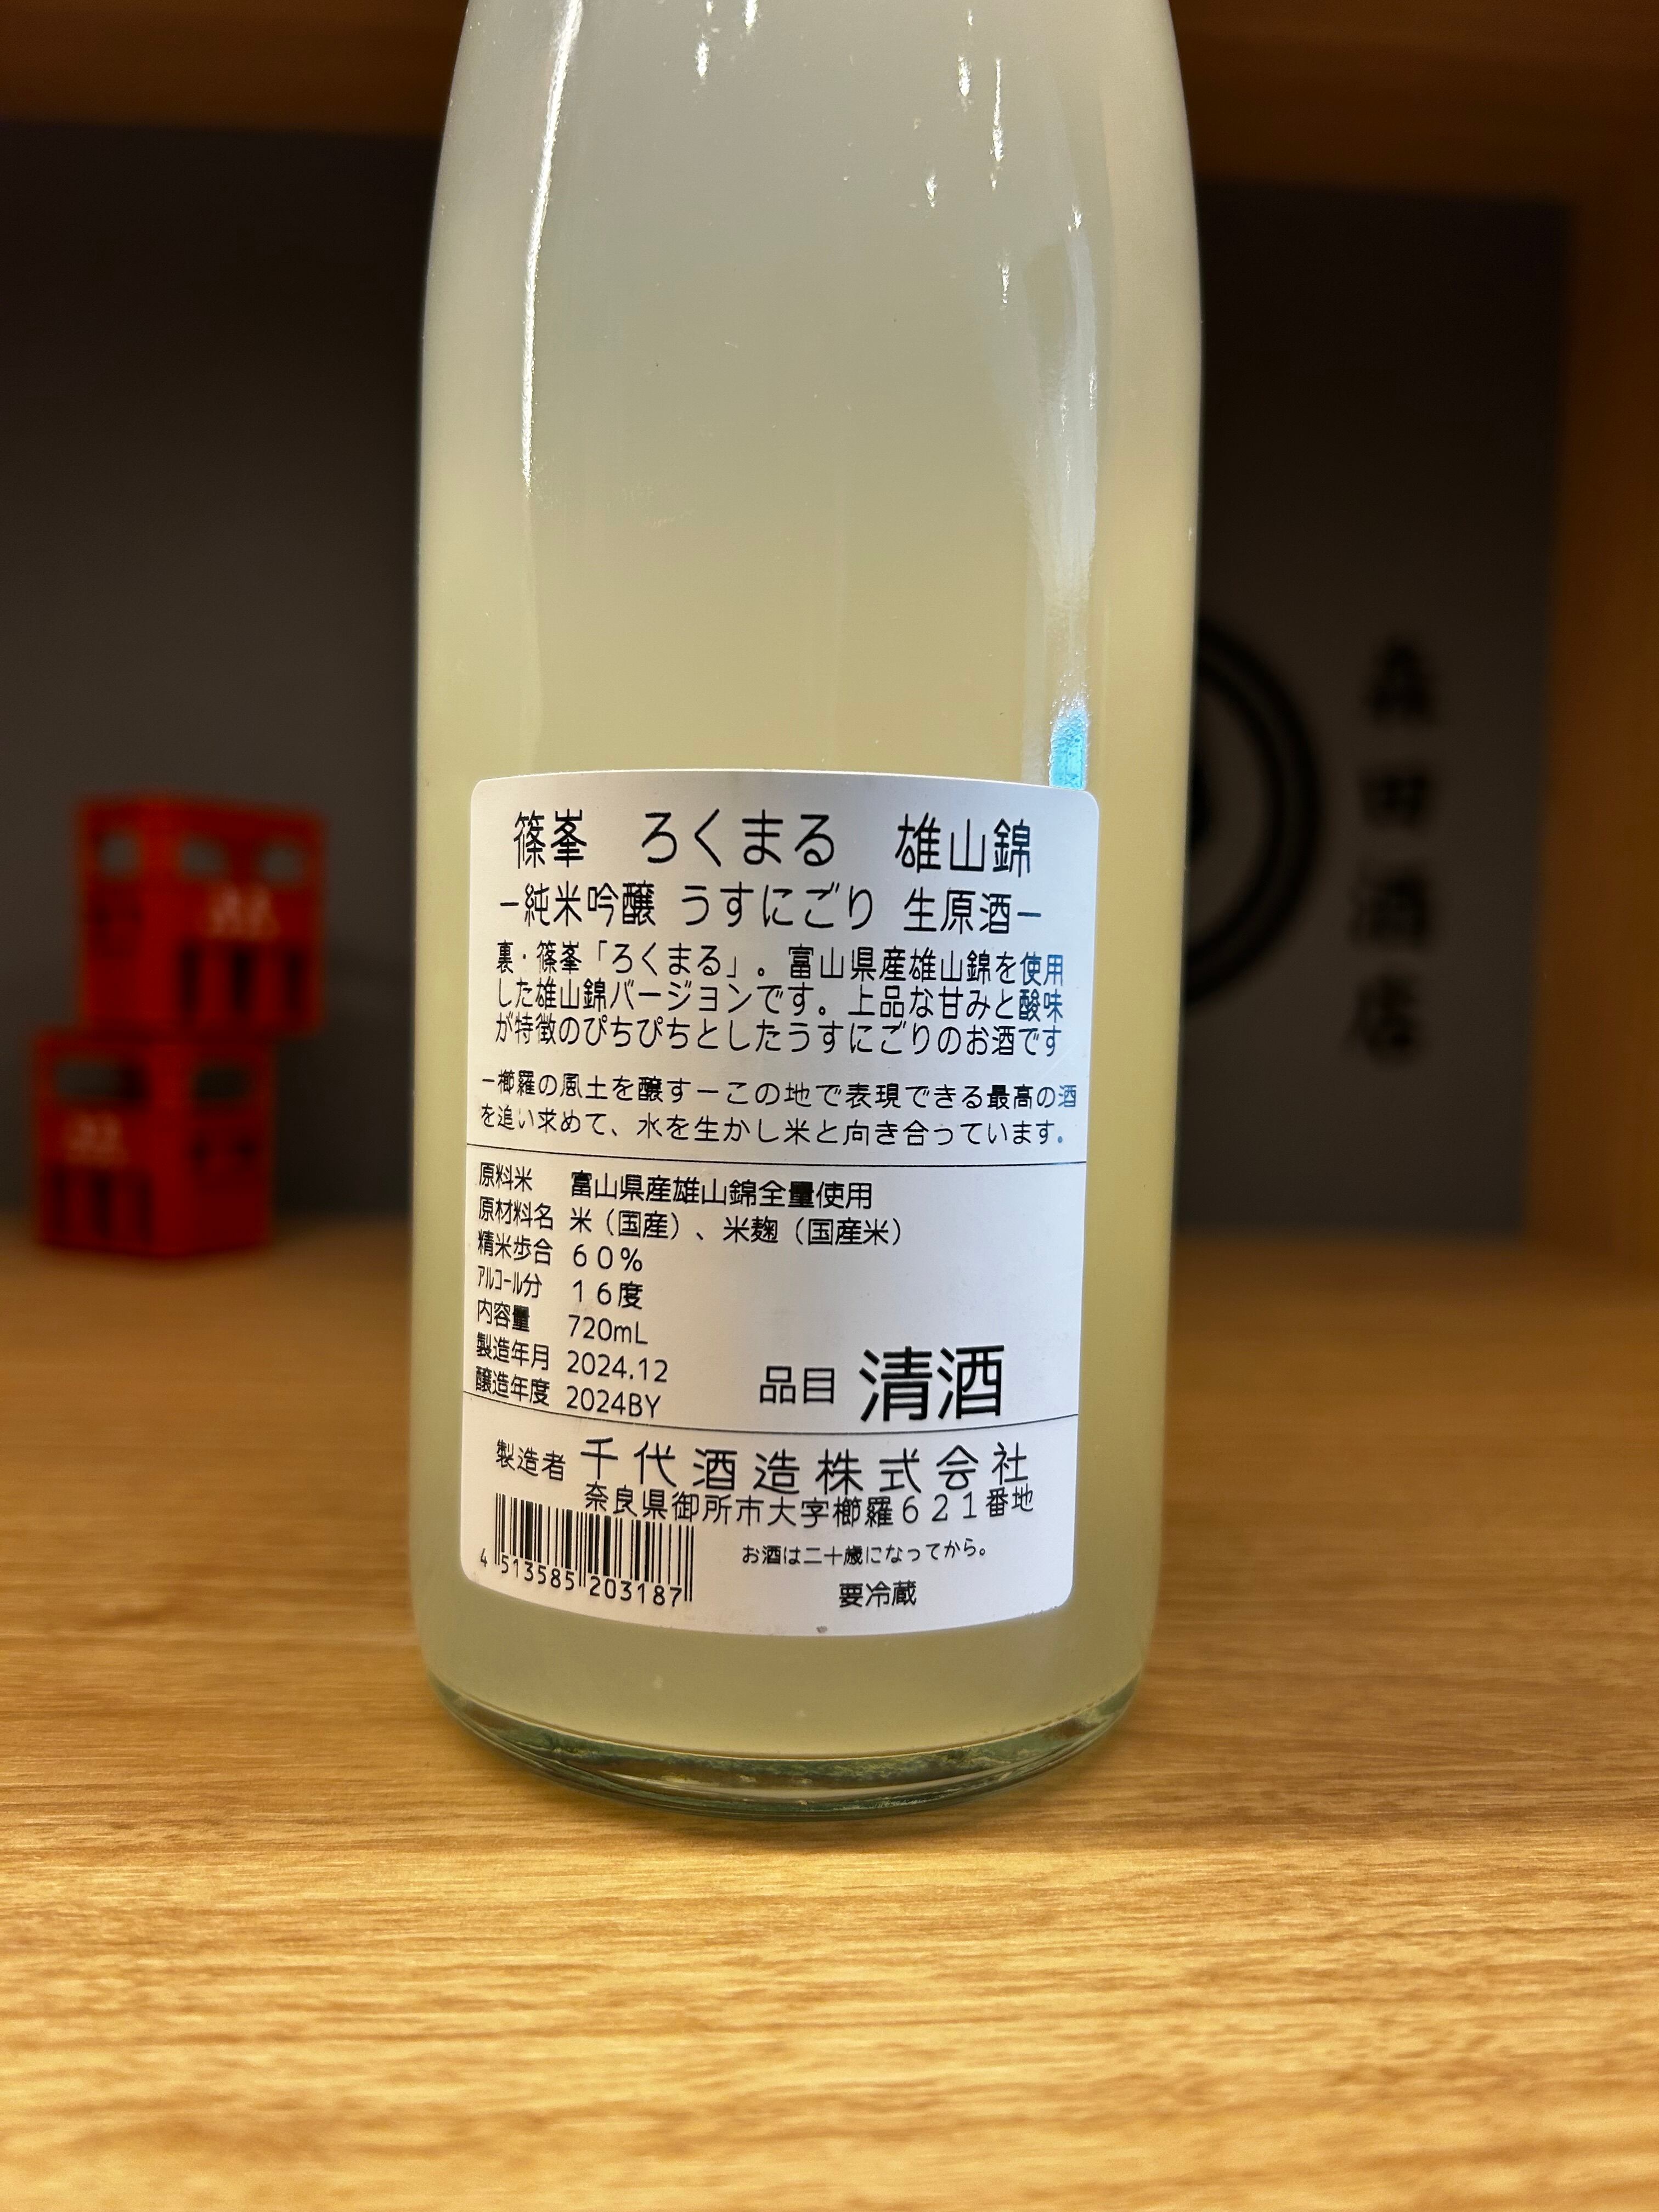 篠峯　ろくまる　雄山錦
−純米吟醸 うすにごり 生原酒−
裏・篠峯「ろくまる」。富山県産雄山錦を使用
した雄山錦バージョンです。上品な甘みと酸味
が特徴のぴちぴちとしたうすにごりのお酒です
−櫛羅の風土を醸すーこの地で表現できる最高の酒
を追い求めて、水を生かし米と向き合っています。
原料米　富山県産雄山錦全量使用
原材料名　米（国産）、米麹（国産米）
精米歩合　６０％
アルコール分　１６度
内容量　720mL
製造年月　2024.12
醸造年度　2024BY
品目 清酒
製造者 千代酒造株式会社
奈良県御所市大字櫛羅６２１番地
お酒は二十歳になってから。
要冷蔵
4 513585 203187
森田酒店